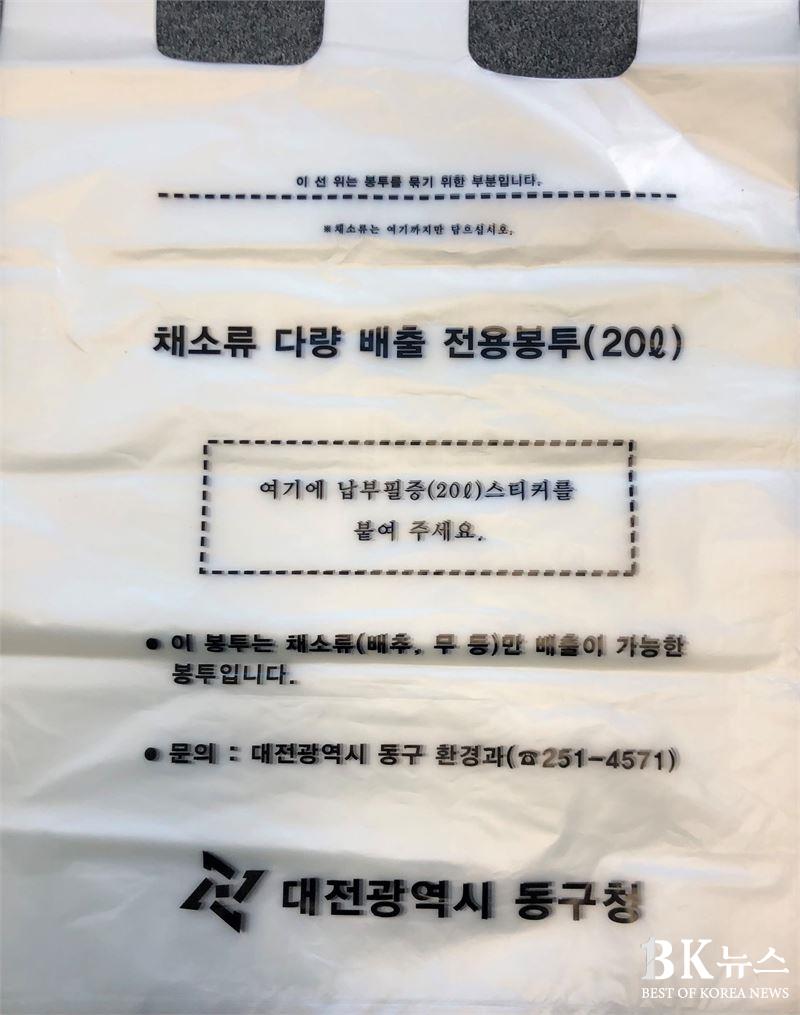 이 선 위는 봉투를 묶기 위한 부분입니다.
※채소류는 여기까지만 담으십시오.
채소류 다량 배출 전용봉투(20ℓ)
여기에 납부필증(20ℓ)스티커를
붙여 주세요.
● 이 봉투는 채소류(배추, 무 등)만 배출이 가능한
봉투입니다.
● 문의 : 대전광역시 동구 환경과(☎251-4571)
대전광역시 동구청
BK뉴스
BEST OF KOREA NEWS